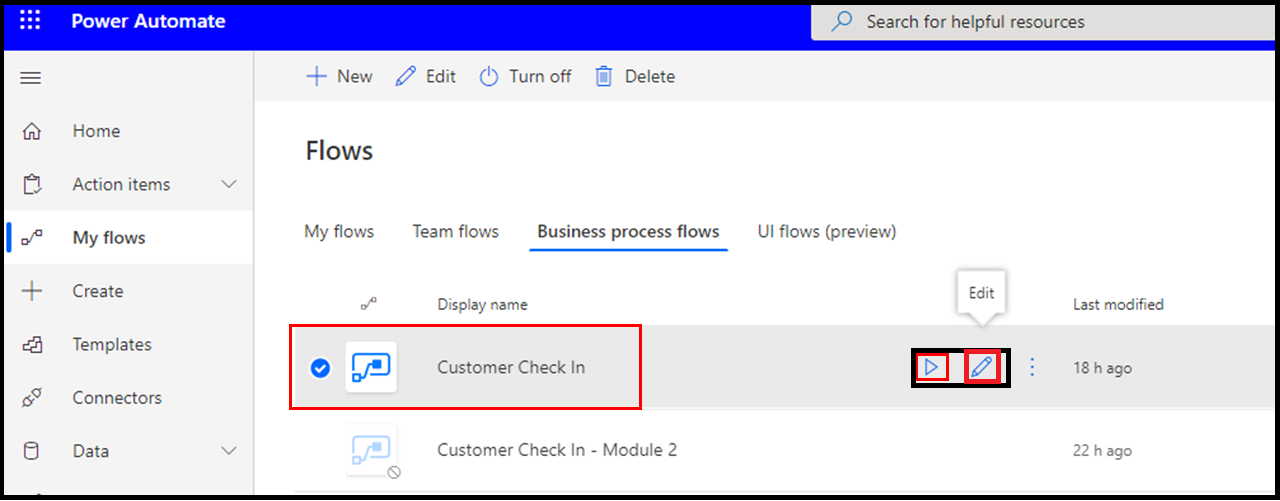 Power Automate
Search for helpful resources
New Edit Turn off Delete
Home
Action items
My flows
Create
Templates
Connectors
Data
Flows
My flows Team flows Business process flows UI flows (preview)
Edit
Display name Last modified
Customer Check In 18 h ago
Customer Check In - Module 2 22 h ago